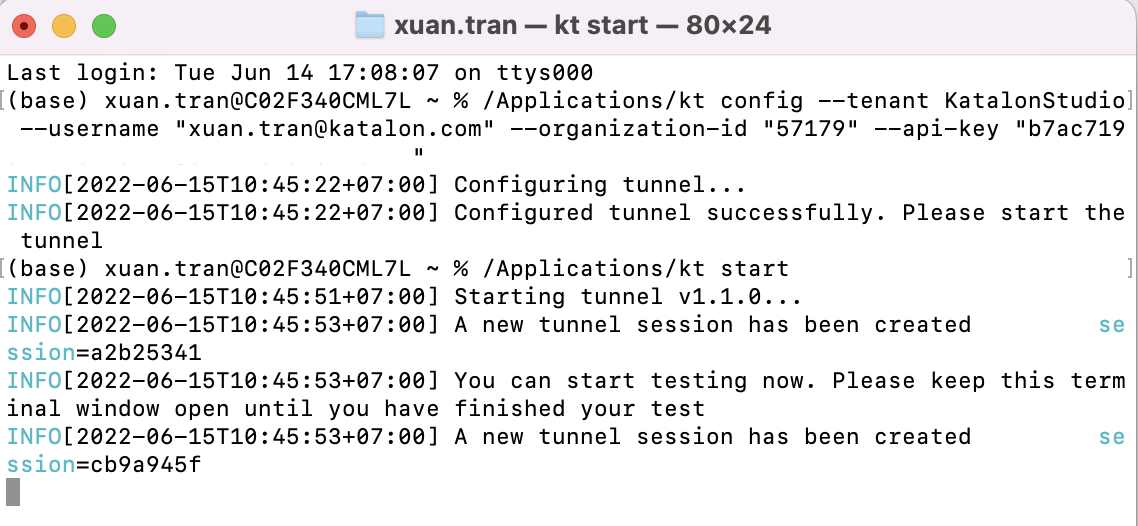 xuan.tran — kt start — 80×24
Last login: Tue Jun 14 17:08:07 on ttys000
[(base) xuan.tran@C02F340CML7L ~ % /Applications/kt config --tenant KatalonStudio]
--username "xuan.tran@katalon.com" --organization-id "57179" --api-key "b7ac719
"
INFO[2022-06-15T10:45:22+07:00] Configuring tunnel...
INFO[2022-06-15T10:45:22+07:00] Configured tunnel successfully. Please start the
tunnel
[(base) xuan.tran@C02F340CML7L ~ % /Applications/kt start ]
INFO[2022-06-15T10:45:51+07:00] Starting tunnel v1.1.0...
INFO[2022-06-15T10:45:53+07:00] A new tunnel session has been created se
ssion=a2b25341
INFO[2022-06-15T10:45:53+07:00] You can start testing now. Please keep this term
inal window open until you have finished your test
INFO[2022-06-15T10:45:53+07:00] A new tunnel session has been created se
ssion=cb9a945f